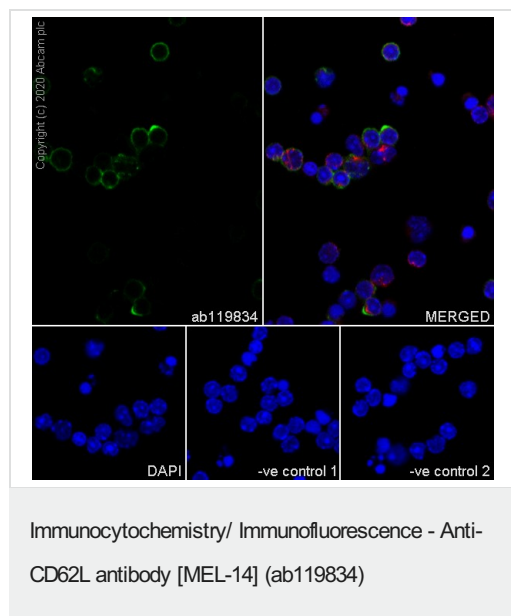 Copyright (c) 2020 Abcam plc
ab119834
MERGED
DAPI
-ve control 1
-ve control 2
Immunocytochemistry/ Immunofluorescence - Anti-
CD62L antibody [MEL-14] (ab119834)